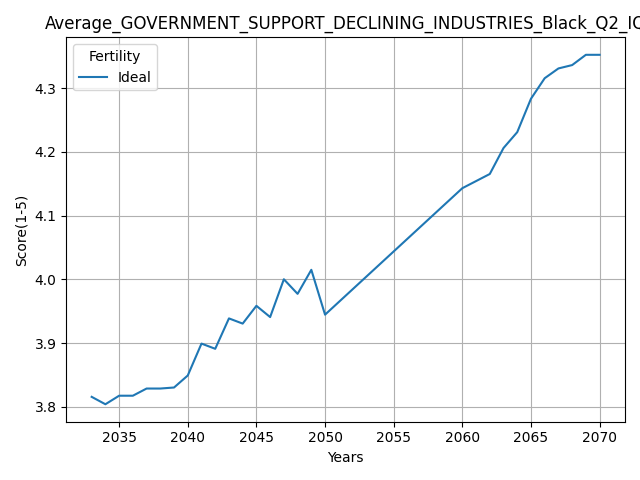 Average_GOVERNMENT_SUPPORT_DECLINING_INDUSTRIES_Black_Q2_IQ
Fertility
Ideal
4.3
4.2
4.1
4.0
3.9
3.8
Score(1-5)
2035 2040 2045 2050 2055 2060 2065 2070
Years